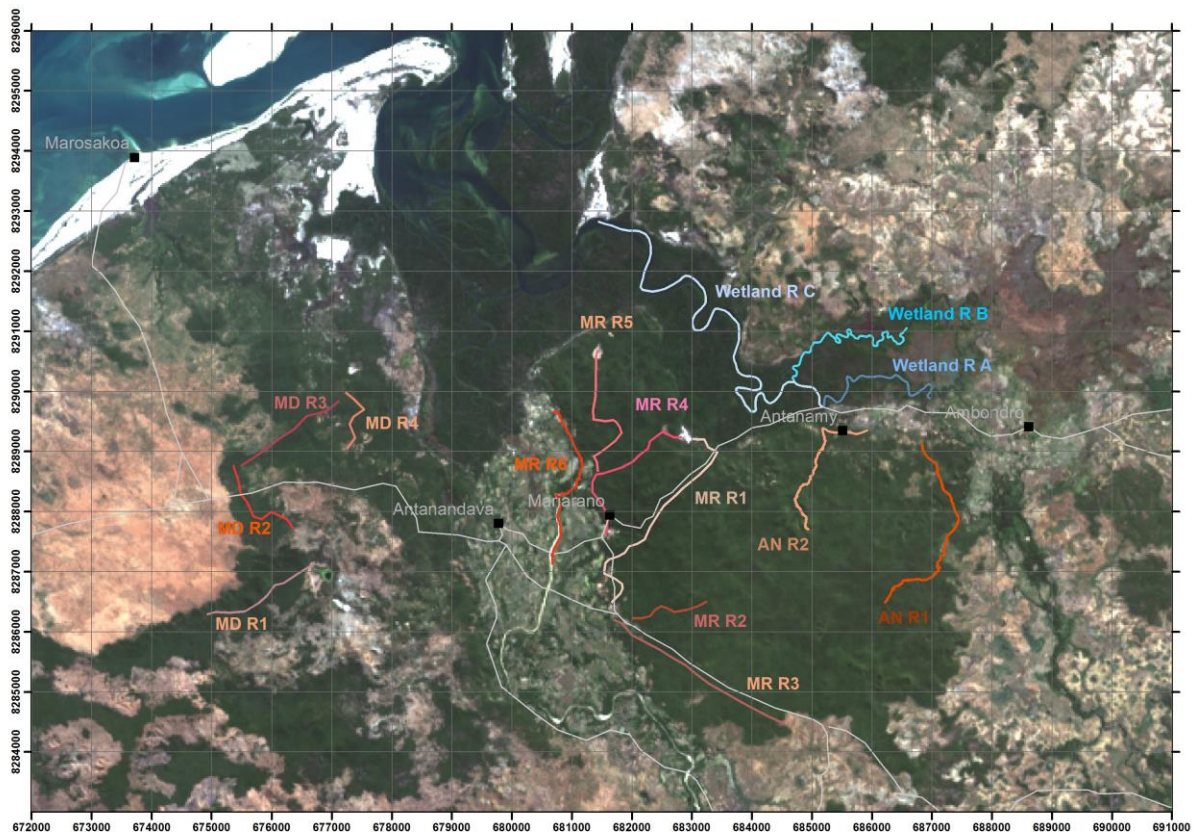 8296000
8295000
8294000
8293000
8292000
8291000
8290000
8289000
8288000
8287000
8286000
8285000
8284000
Marosakoa
Wetland R C
Wetland R B
MR R5
Wetland R A
MD R3
MR R4
MD R4
Antanamy
Ambondro
MR R6
MR R1
Antanandava
Marjarano
MD R2
AN R2
MD R1
MR R2
AN R1
MR R3
672000 673000 674000 675000 676000 677000 678000 679000 680000 681000 682000 683000 684000 685000 686000 687000 688000 689000 690000 691000